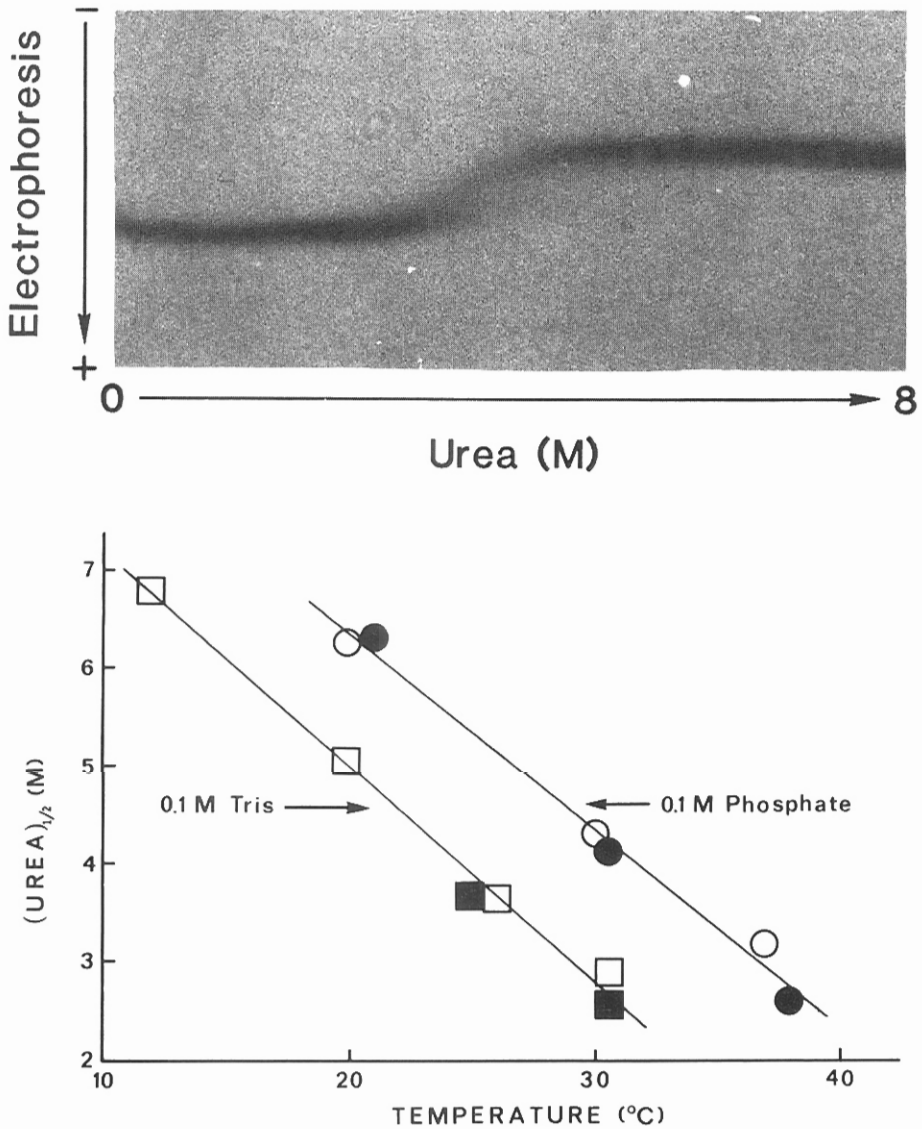 Electrophoresis
−
+
0 8
Urea (M)
(UREA)1/2 (M)
7
6
5
4
3
2
0.1 M Tris
0.1 M Phosphate
10 20 30 40
TEMPERATURE (°C)